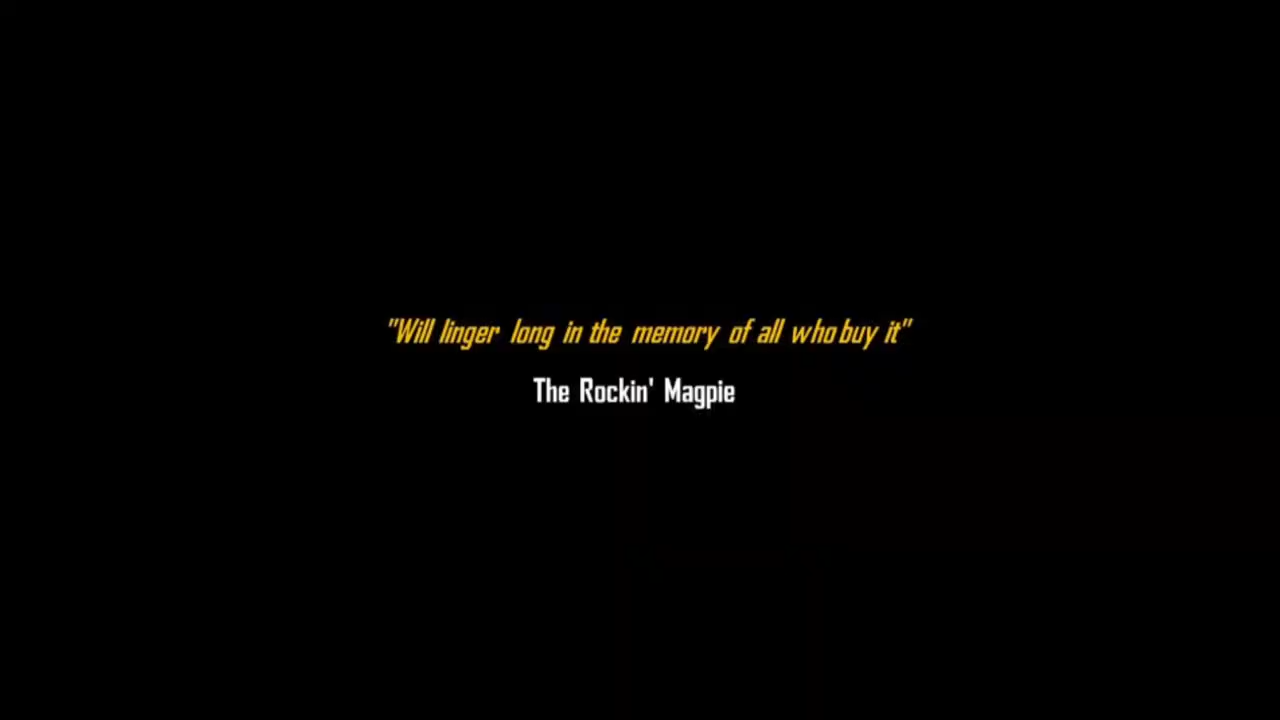 "Will linger long in the memory of all who buy it"
The Rockin' Magpie